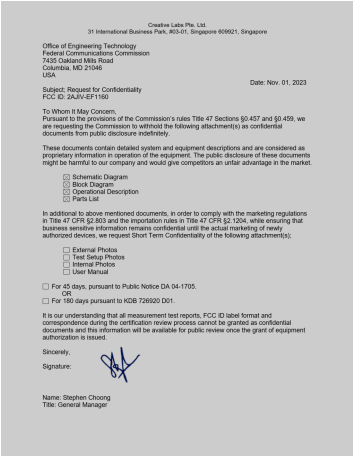 Creative Labs Pte. Ltd.
31 International Business Park, #03-01, Singapore 609921, Singapore
Office of Engineering Technology
Federal Communications Commission
7435 Oakland Mills Road
Columbia, MD 21046
USA
Date: Nov. 01, 2023
Subject: Request for Confidentiality
FCC ID: 2AJIV-EF1160
To Whom It May Concern,
Pursuant to the provisions of the Commission's rules Title 47 Sections §0.457 and §0.459, we
are requesting the Commission to withhold the following attachment(s) as confidential
documents from public disclosure indefinitely.
These documents contain detailed system and equipment descriptions and are considered as
proprietary information in operation of the equipment. The public disclosure of these documents
might be harmful to our company and would give competitors an unfair advantage in the market.
☒ Schematic Diagram
☒ Block Diagram
☒ Operational Description
☒ Parts List
In additional to above mentioned documents, in order to comply with the marketing regulations
in Title 47 CFR §2.803 and the importation rules in Title 47 CFR §2.1204, while ensuring that
business sensitive information remains confidential until the actual marketing of newly
authorized devices, we request Short Term Confidentiality of the following attachment(s);
☐ External Photos
☐ Test Setup Photos
☐ Internal Photos
☐ User Manual
☐ For 45 days, pursuant to Public Notice DA 04-1705.
OR
☐ For 180 days pursuant to KDB 726920 D01.
It is our understanding that all measurement test reports, FCC ID label format and
correspondence during the certification review process cannot be granted as confidential
documents and this information will be available for public review once the grant of equipment
authorization is issued.
Sincerely,
Signature:
Name: Stephen Choong
Title: General Manager